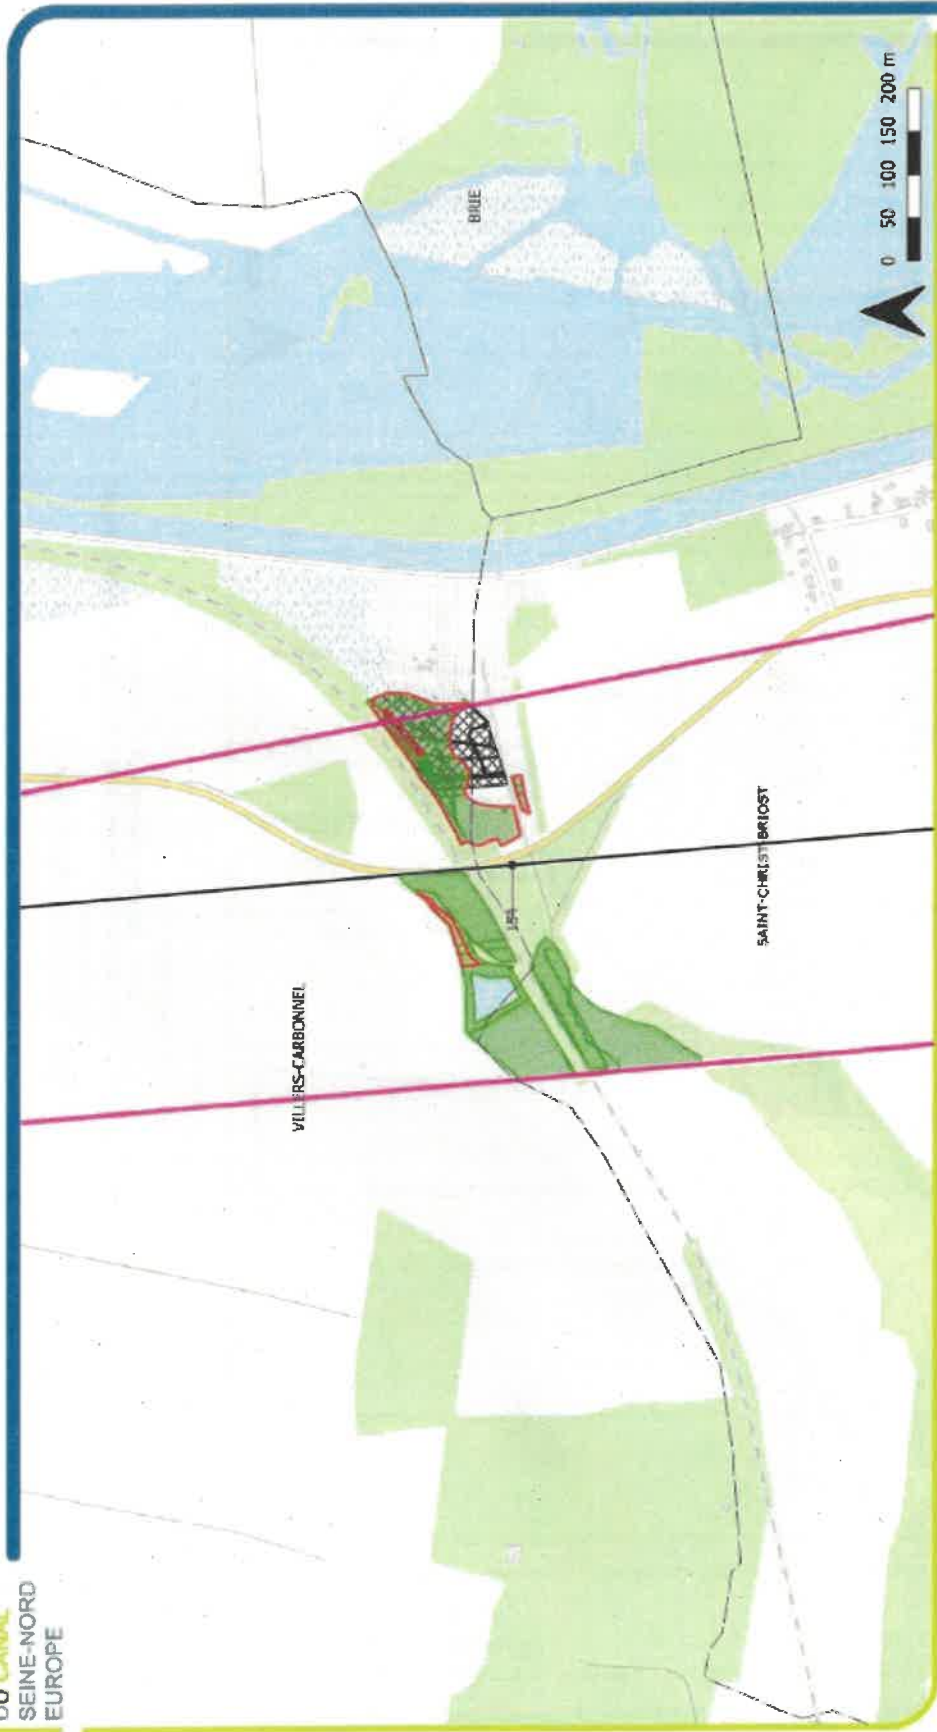 DU CANAL
SEINE-NORD
EUROPE
VILLERS-CARBONNEL
BRIE
SAINT-CHRIST-BRIOST
0 50 100 150 200 m